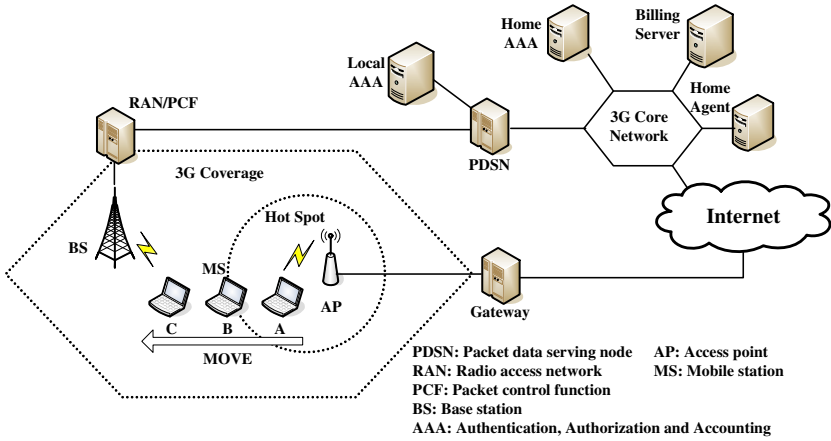 Home
AAA
Billing
Server
Local
AAA
RAN/PCF
Home
Agent
3G Core
Network
PDSN
3G Coverage
Hot Spot
Internet
BS
MS
AP
Gateway
C B A
MOVE
PDSN: Packet data serving node
RAN: Radio access network
PCF: Packet control function
BS: Base station
AAA: Authentication, Authorization and Accounting
AP: Access point
MS: Mobile station